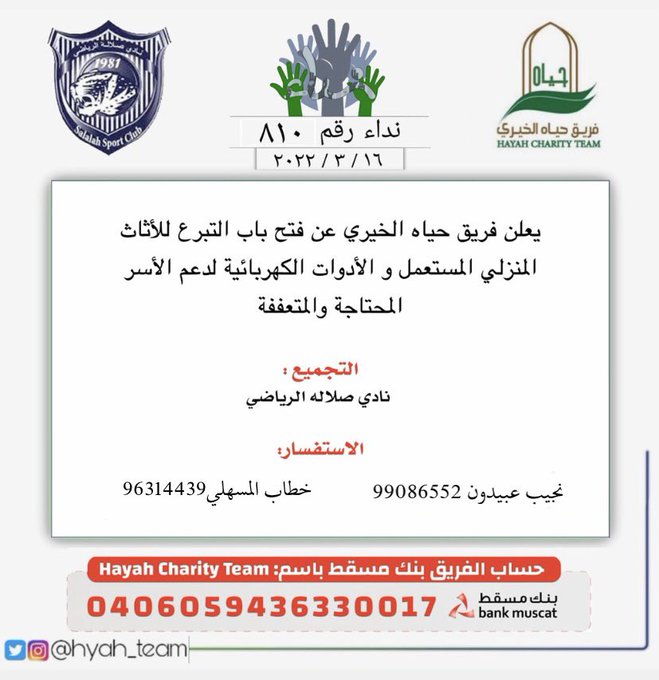 نادي صلالة الرياضي
1981
Salalah Sport Club
حياه
فريق حياه الخيري
HAYAH CHARITY TEAM
نداء رقم ٨١٠
٢٠٢٢ / ٣ / ١٦
يعلن فريق حياه الخيري عن فتح باب التبرع للأثاث
المنزلي المستعمل و الأدوات الكهربائية لدعم الأسر
المحتاجة والمتعففة
التجميع :
نادي صلاله الرياضي
الاستفسار:
نجيب عبيدون 99086552
خطاب المسهلي96314439
حساب الفريق بنك مسقط باسم: Hayah Charity Team
0406059436330017
بنك مسقط
bank muscat
@hyah_team